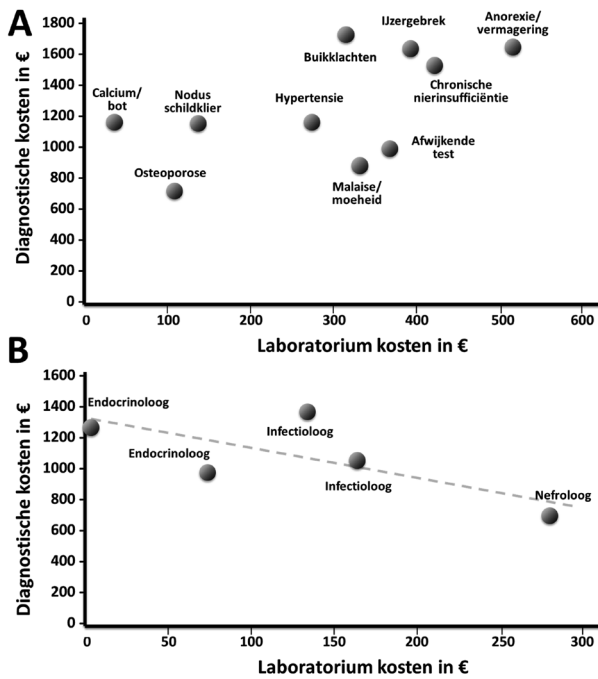 A
Diagnostische kosten in €
1800
1600
1400
1200
1000
800
600
400
200
0
Calcium/
bot
Nodus
schildklier
Osteoporose
Hypertensie
Buikklachten
IJzergebrek
Anorexie/
vermagering
Chronische
nierinsufficiëntie
Afwijkende
test
Malaise/
moeheid
0 100 200 300 400 500 600
Laboratorium kosten in €
B
Diagnostische kosten in €
1600
1400
1200
1000
800
600
400
200
0
Endocrinoloog
Endocrinoloog
Infectioloog
Infectioloog
Nefroloog
0 50 100 150 200 250 300
Laboratorium kosten in €